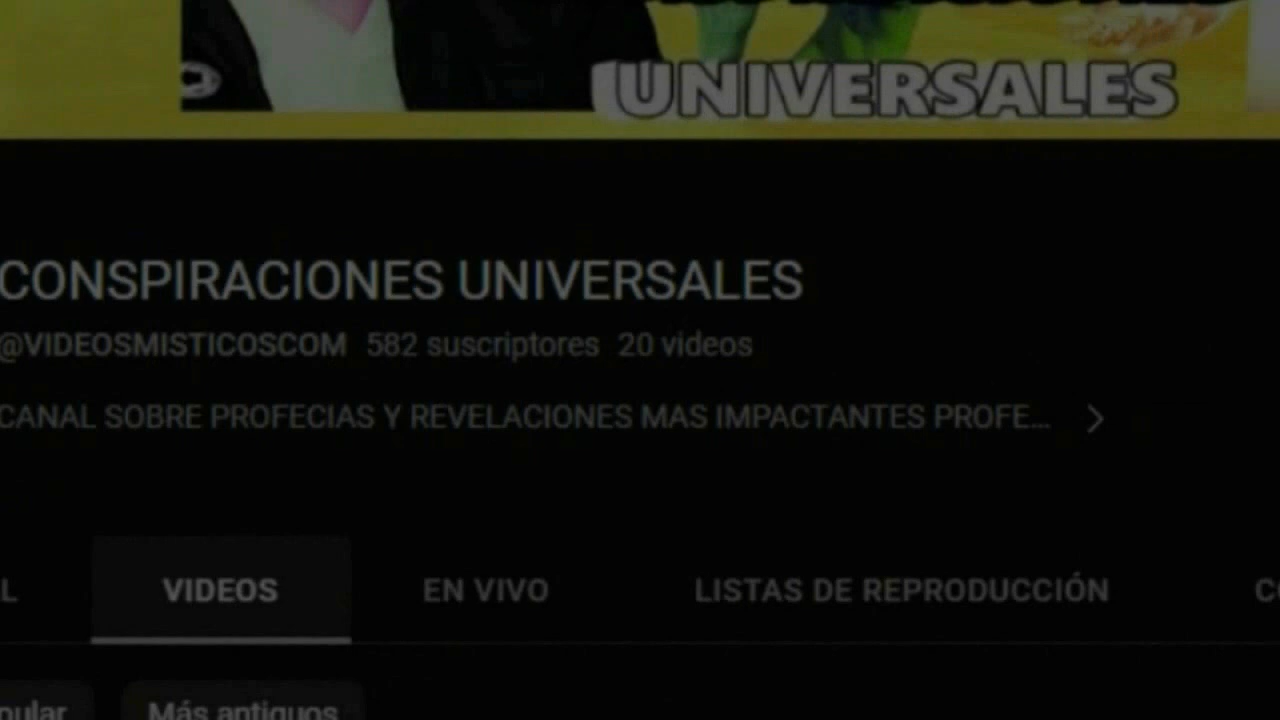 UNIVERSALES
CONSPIRACIONES UNIVERSALES
@VIDEOSMISTICOSCOM 582 suscriptores 20 videos
CANAL SOBRE PROFECIAS Y REVELACIONES MAS IMPACTANTES PROFE...
VIDEOS EN VIVO LISTAS DE REPRODUCCIÓN
Más antiguos